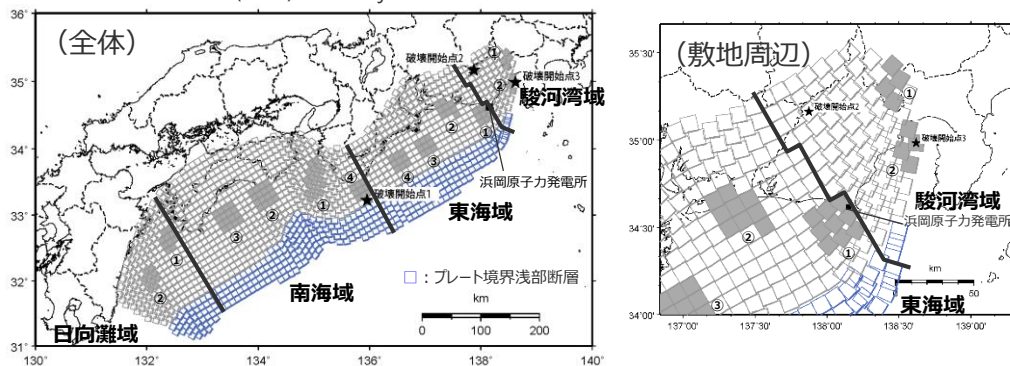 （全体）
36°
35°
34°
33°
32°
31°
130°
132°
134°
136°
138°
140°
破壊開始点2
破壊開始点3
駿河湾域
浜岡原子力発電所
破壊開始点1
東海域
□：プレート境界浅部断層
南海域
日向灘域
km
0 100 200
①
②
②
①
③
④
④
①
②
③
①
②
（敷地周辺）
35°30'
35°00'
34°30'
34°00'
137°00'
137°30'
138°00'
138°30'
139°00'
①
破壊開始点2
破壊開始点3
②
駿河湾域
浜岡原子力発電所
②
①
③
km
50
東海域